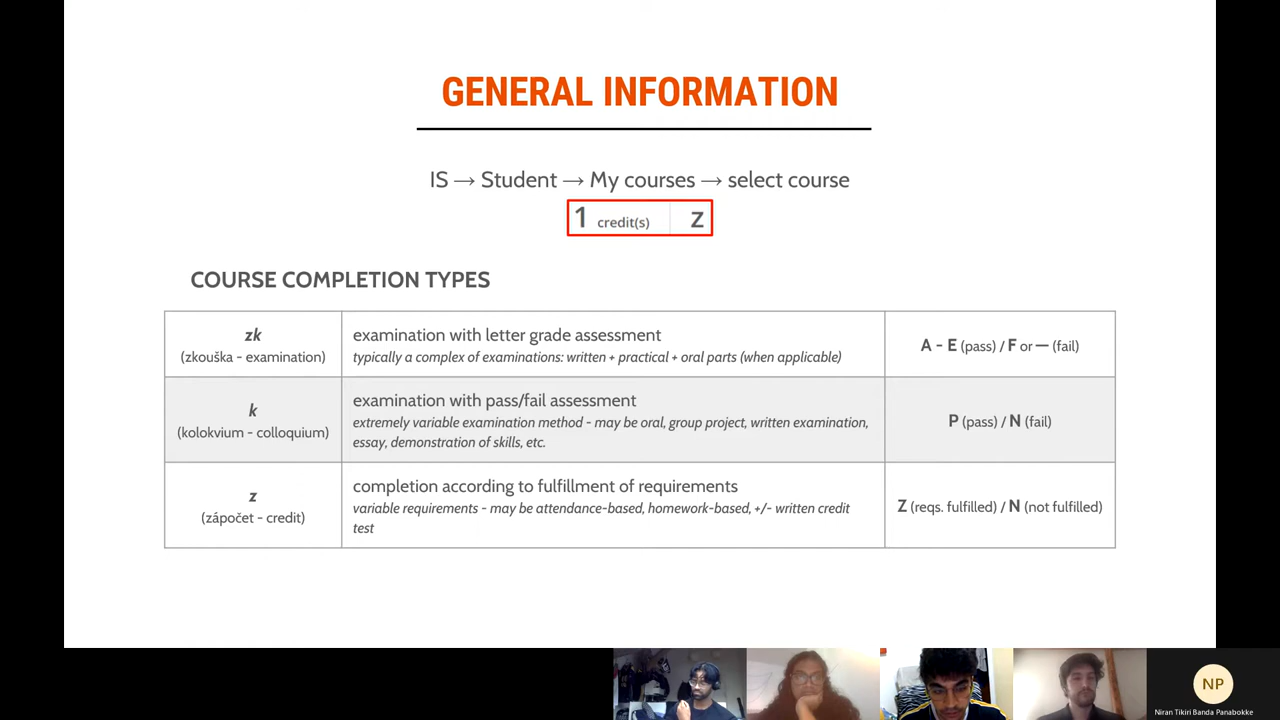 GENERAL INFORMATION
IS → Student → My courses → select course
1 credit(s) Z
COURSE COMPLETION TYPES
zk
(zkouška - examination)
examination with letter grade assessment
typically a complex of examinations: written + practical + oral parts (when applicable)
A - E (pass) / F or — (fail)
k
(kolokvium - colloquium)
examination with pass/fail assessment
extremely variable examination method - may be oral, group project, written examination,
essay, demonstration of skills, etc.
P (pass) / N (fail)
z
(zápočet - credit)
completion according to fulfillment of requirements
variable requirements - may be attendance-based, homework-based, +/- written credit
test
Z (reqs. fulfilled) / N (not fulfilled)
NP
Niran Tikiri Banda Panabokke